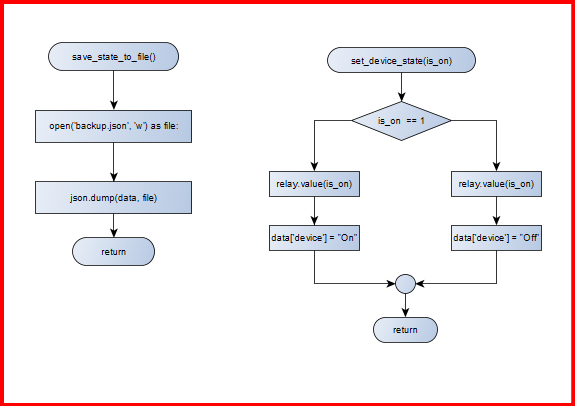 save_state_to_file()
open('backup.json', 'w') as file:
json.dump(data, file)
return
set_device_state(is_on)
is_on == 1
relay.value(is_on)
relay.value(is_on)
data['device'] = "On"
data['device'] = "Off'
return